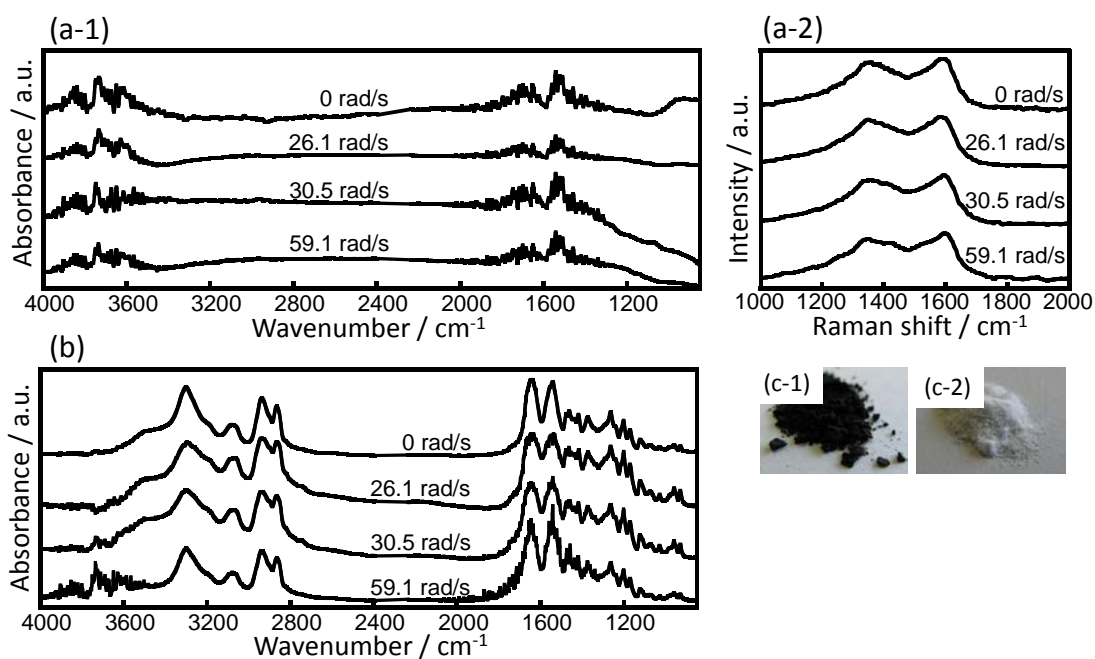 (a-1)
Absorbance / a.u.
0 rad/s
26.1 rad/s
30.5 rad/s
59.1 rad/s
4000 3600 3200 2800 2400 2000 1600 1200
Wavenumber / cm-1
(a-2)
Intensity / a.u.
0 rad/s
26.1 rad/s
30.5 rad/s
59.1 rad/s
1000 1200 1400 1600 1800 2000
Raman shift / cm-1
(b)
Absorbance / a.u.
0 rad/s
26.1 rad/s
30.5 rad/s
59.1 rad/s
4000 3600 3200 2800 2400 2000 1600 1200
Wavenumber / cm-1
(c-1)
(c-2)